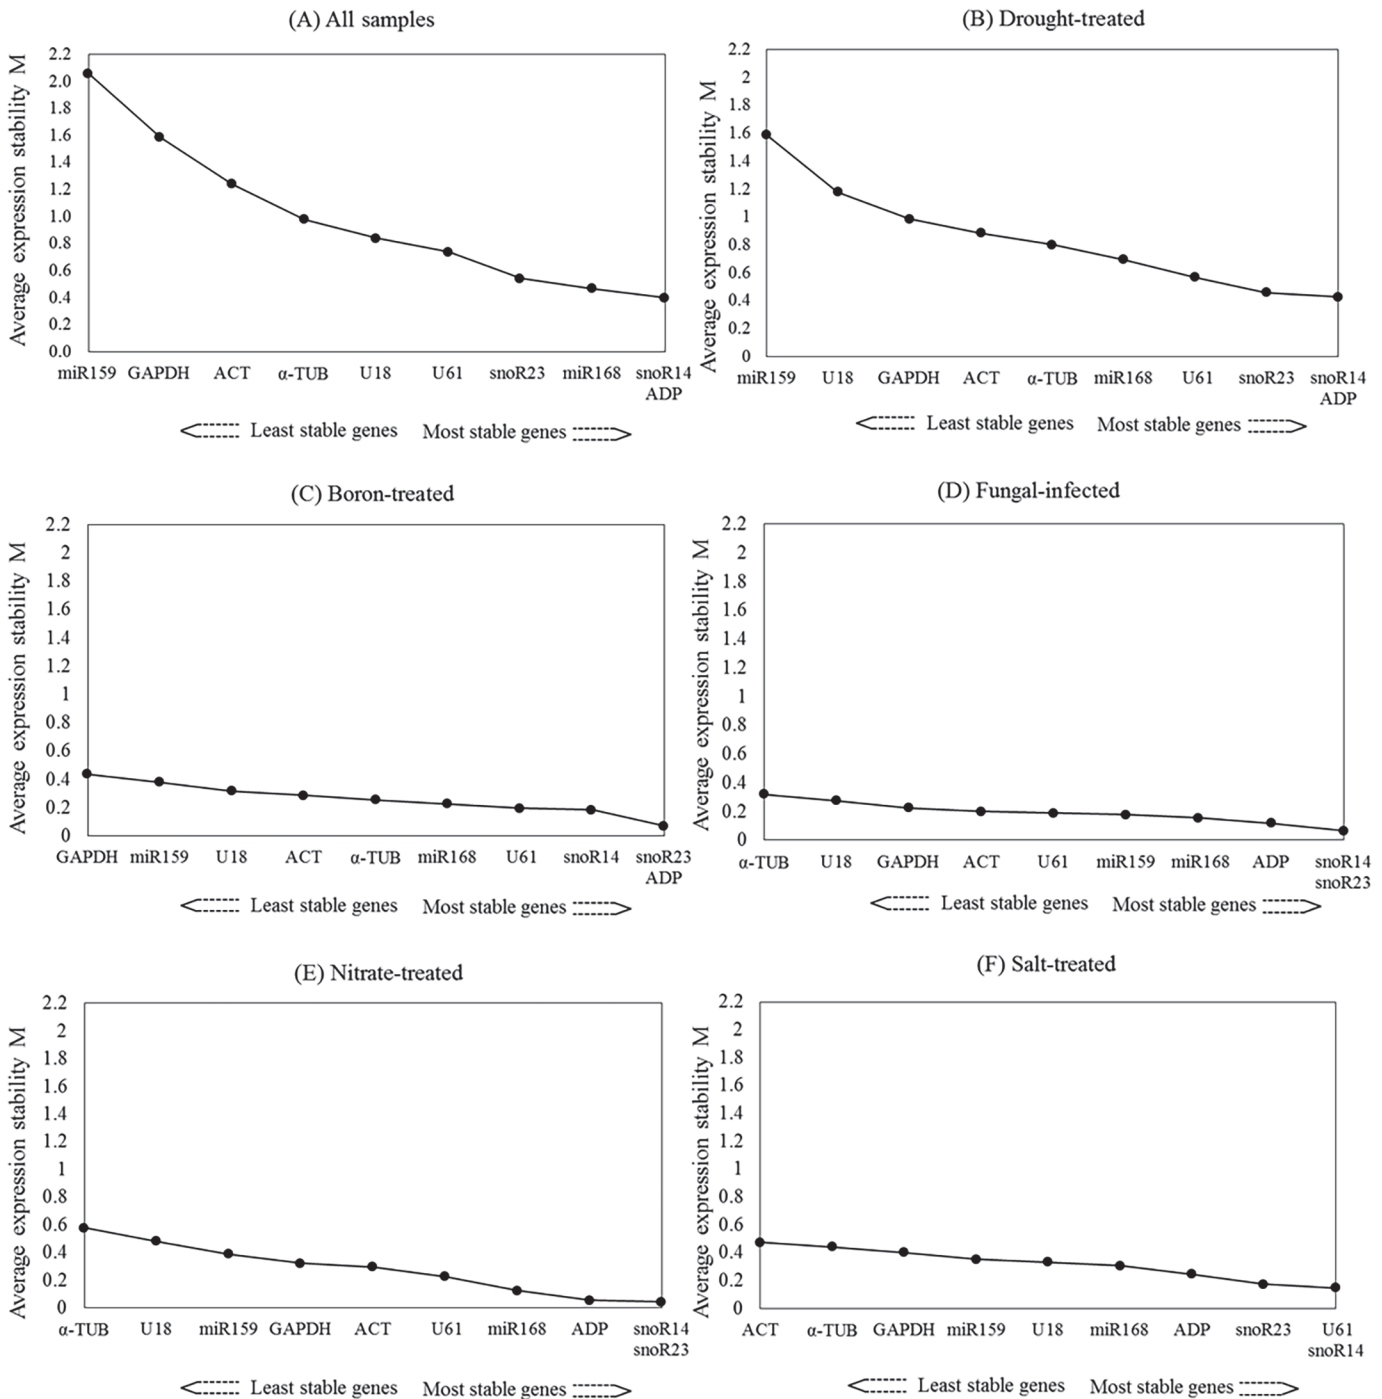 (A) All samples
Average expression stability M
2.2
2.0
1.8
1.6
1.4
1.2
1.0
0.8
0.6
0.4
0.2
0.0
miR159 GAPDH ACT α-TUB U18 U61 snoR23 miR168 snoR14
ADP
Least stable genes Most stable genes
(B) Drought-treated
Average expression stability M
2.2
2
1.8
1.6
1.4
1.2
1
0.8
0.6
0.4
0.2
0
miR159 U18 GAPDH ACT α-TUB miR168 U61 snoR23 snoR14
ADP
Least stable genes Most stable genes
(C) Boron-treated
Average expression stability M
2.2
2
1.8
1.6
1.4
1.2
1
0.8
0.6
0.4
0.2
0
GAPDH miR159 U18 ACT α-TUB miR168 U61 snoR14 snoR23
ADP
Least stable genes Most stable genes
(D) Fungal-infected
Average expression stability M
2.2
2
1.8
1.6
1.4
1.2
1
0.8
0.6
0.4
0.2
0
α-TUB U18 GAPDH ACT U61 miR159 miR168 ADP snoR14
snoR23
Least stable genes Most stable genes
(E) Nitrate-treated
Average expression stability M
2.2
2
1.8
1.6
1.4
1.2
1
0.8
0.6
0.4
0.2
0
α-TUB U18 miR159 GAPDH ACT U61 miR168 ADP snoR14
snoR23
Least stable genes Most stable genes
(F) Salt-treated
Average expression stability M
2.2
2
1.8
1.6
1.4
1.2
1
0.8
0.6
0.4
0.2
0
ACT α-TUB GAPDH miR159 U18 miR168 ADP snoR23 U61
snoR14
Least stable genes Most stable genes